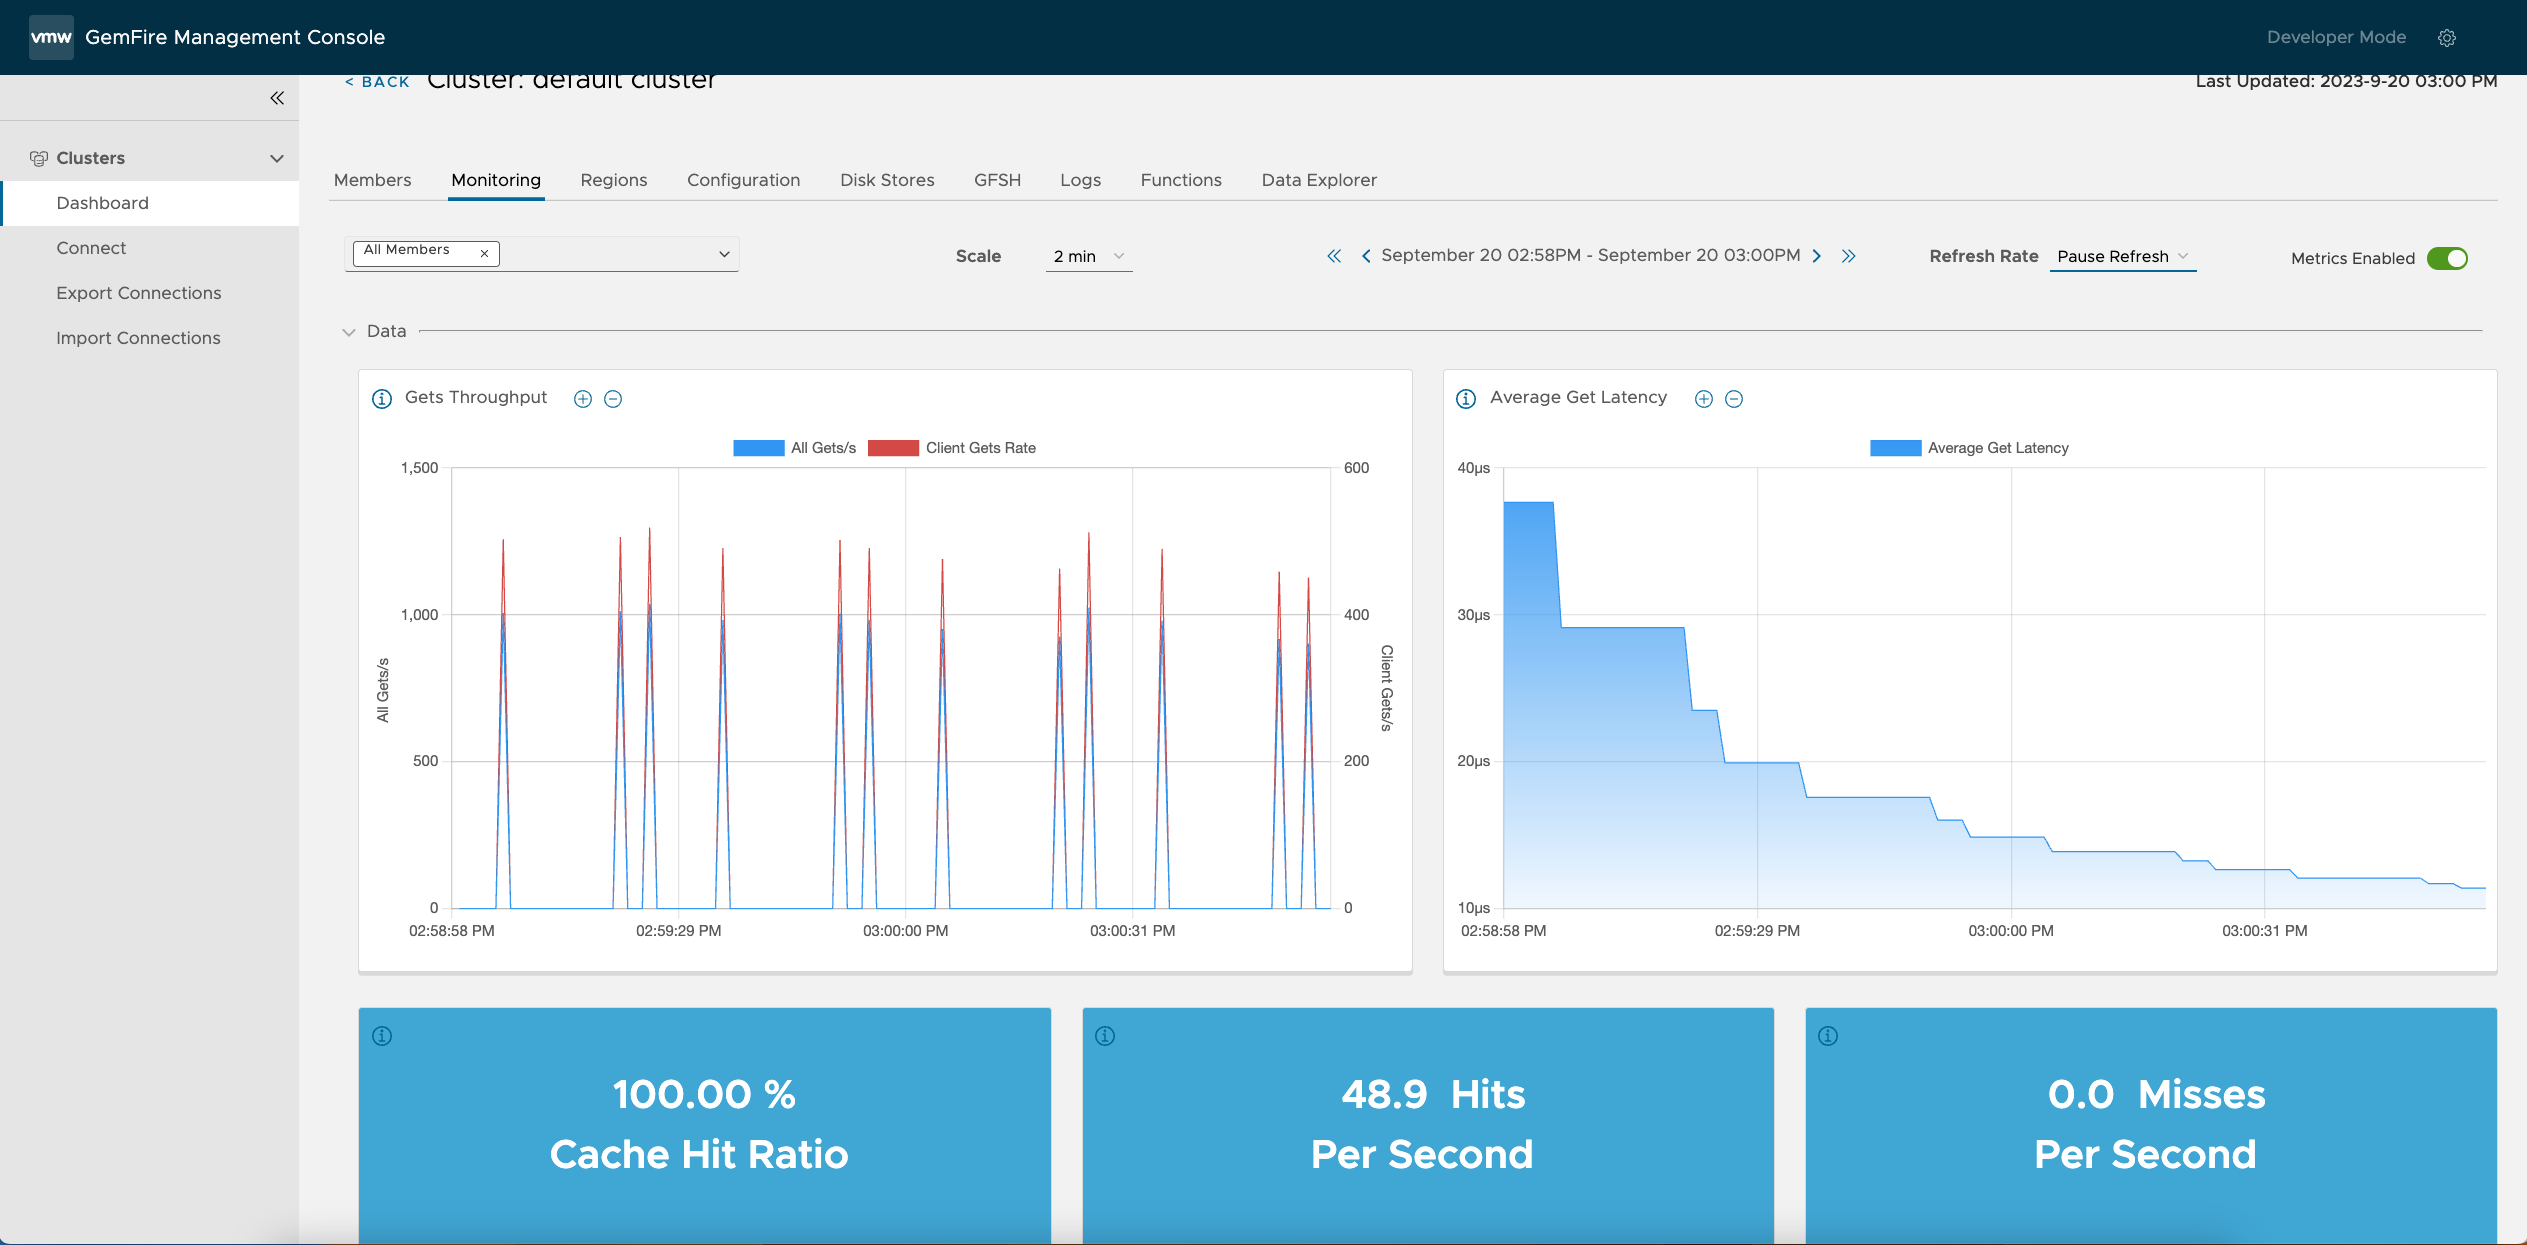 vmw GemFire Management Console
Developer Mode
< BACK Cluster: default cluster
Last Updated: 2023-9-20 03:00 PM
Clusters
Dashboard
Connect
Export Connections
Import Connections
Members Monitoring Regions Configuration Disk Stores GFSH Logs Functions Data Explorer
All Members ×
Scale 2 min
September 20 02:58PM - September 20 03:00PM
Refresh Rate Pause Refresh
Metrics Enabled
Data
Gets Throughput
All Gets/s Client Gets Rate
1,500
1,000
500
0
600
400
200
0
All Gets/s
Client Gets/s
02:58:58 PM 02:59:29 PM 03:00:00 PM 03:00:31 PM
Average Get Latency
Average Get Latency
40µs
30µs
20µs
10µs
02:58:58 PM 02:59:29 PM 03:00:00 PM 03:00:31 PM
100.00 %
Cache Hit Ratio
48.9 Hits
Per Second
0.0 Misses
Per Second